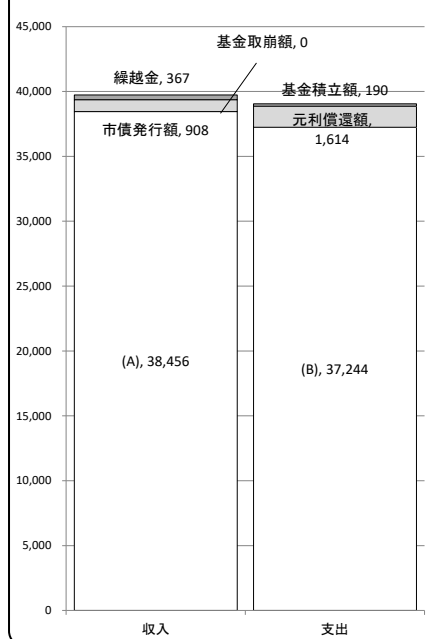 45,000
40,000
35,000
30,000
25,000
20,000
15,000
10,000
5,000
0
基金取崩額, 0
繰越金, 367
市債発行額, 908
(A), 38,456
基金積立額, 190
元利償還額,
1,614
(B), 37,244
収入
支出